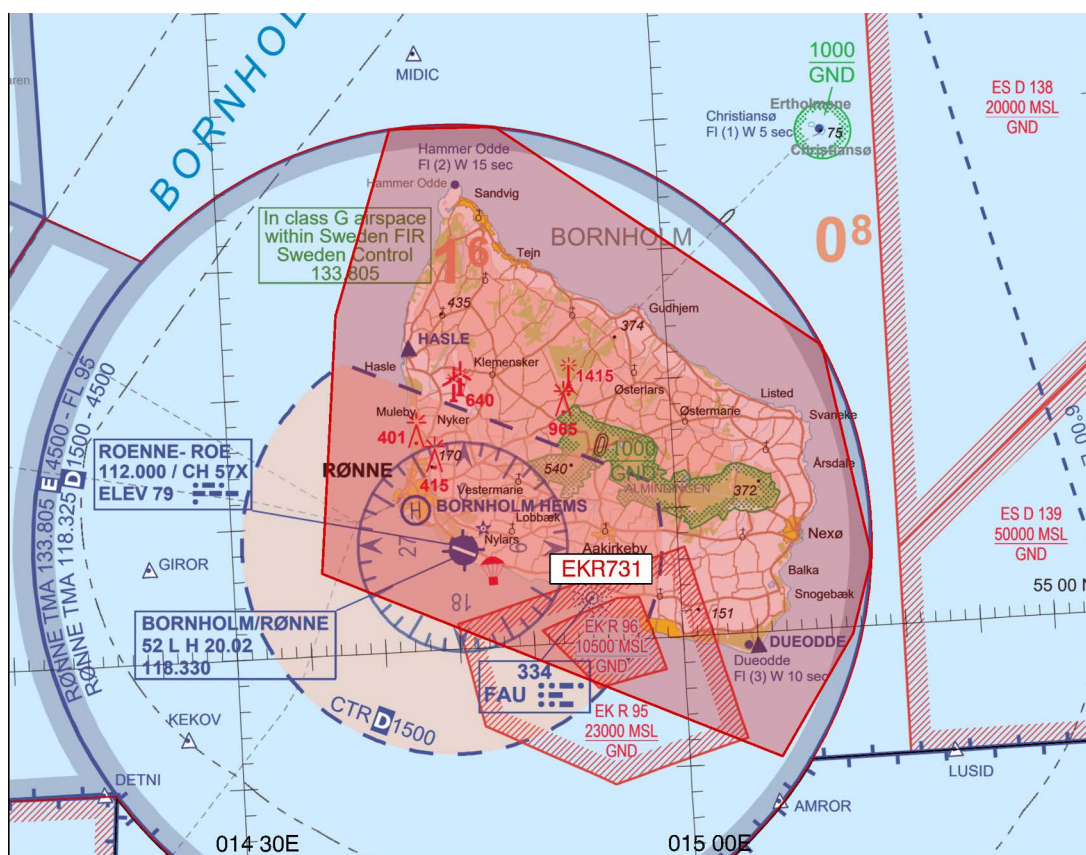 BORNHOLM
aren
MIDIC
1000
GND
Ertholmene
Christiansø
Fl (1) W 5 sec
75
Christiansø
ES D 138
20000 MSL
GND
Hammer Odde
Fl (2) W 15 sec
Hammer Odde
Sandvig
In class G airspace
within Sweden FIR
Sweden Control
133.805
16
BORNHOLM
08
Tejn
435
374
Gudhjem
HASLE
Hasle
Klemensker
1415
640
Østerlars
Listed
965
Østermarie
Svaneke
Muleby
Nyker
401
170
1000
GND
Årsdale
RØNNE
415
540
ALMINDINGEN
372
ROENNE- ROE
112.000 / CH 57X
ELEV 79
Vestermarie
BORNHOLM HEMS
H
Lobbæk
Nylars
Aakirkeby
Nexø
ES D 139
50000 MSL
GND
6°00'E
21
9
18
EKR731
Balka
Snogebæk
55 00 N
GIROR
RØNNE TMA 133.805 E 4500 - FL 95
RØNNE TMA 118.325 D 1500 - 4500
BORNHOLM/RØNNE
52 L H 20.02
118.330
EK R 96
10500 MSL
GND
151
DUEODDE
Dueodde
Fl (3) W 10 sec
334
FAU
EK R 95
23000 MSL
GND
CTR D 1500
KEKOV
LUSID
DETNI
AMROR
014 30E
015 00E